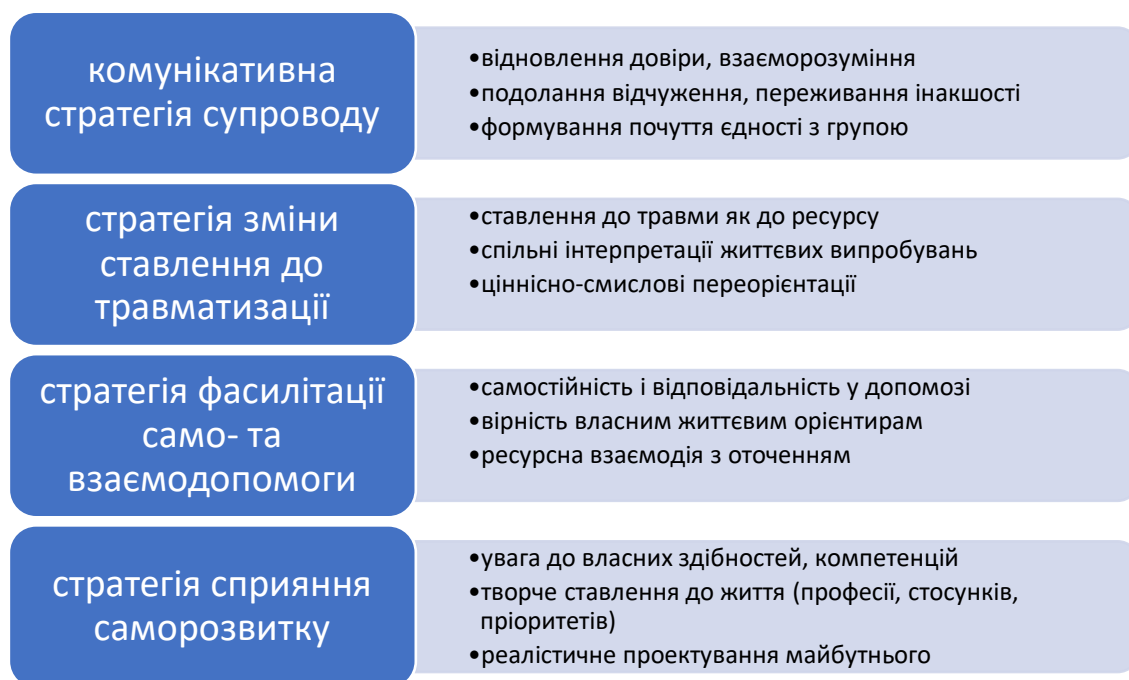 комунікативна
стратегія супроводу
•відновлення довіри, взаєморозуміння
•подолання відчуження, переживання інакшості
•формування почуття єдності з групою
стратегія зміни
ставлення до
травматизації
•ставлення до травми як до ресурсу
•спільні інтерпретації життєвих випробувань
•ціннісно-смислові переорієнтації
стратегія фасилітації
само- та
взаємодопомоги
•самостійність і відповідальність у допомозі
•вірність власним життєвим орієнтирам
•ресурсна взаємодія з оточенням
стратегія сприяння
саморозвитку
•увага до власних здібностей, компетенцій
•творче ставлення до життя (професії, стосунків,
пріоритетів)
•реалістичне проектування майбутнього